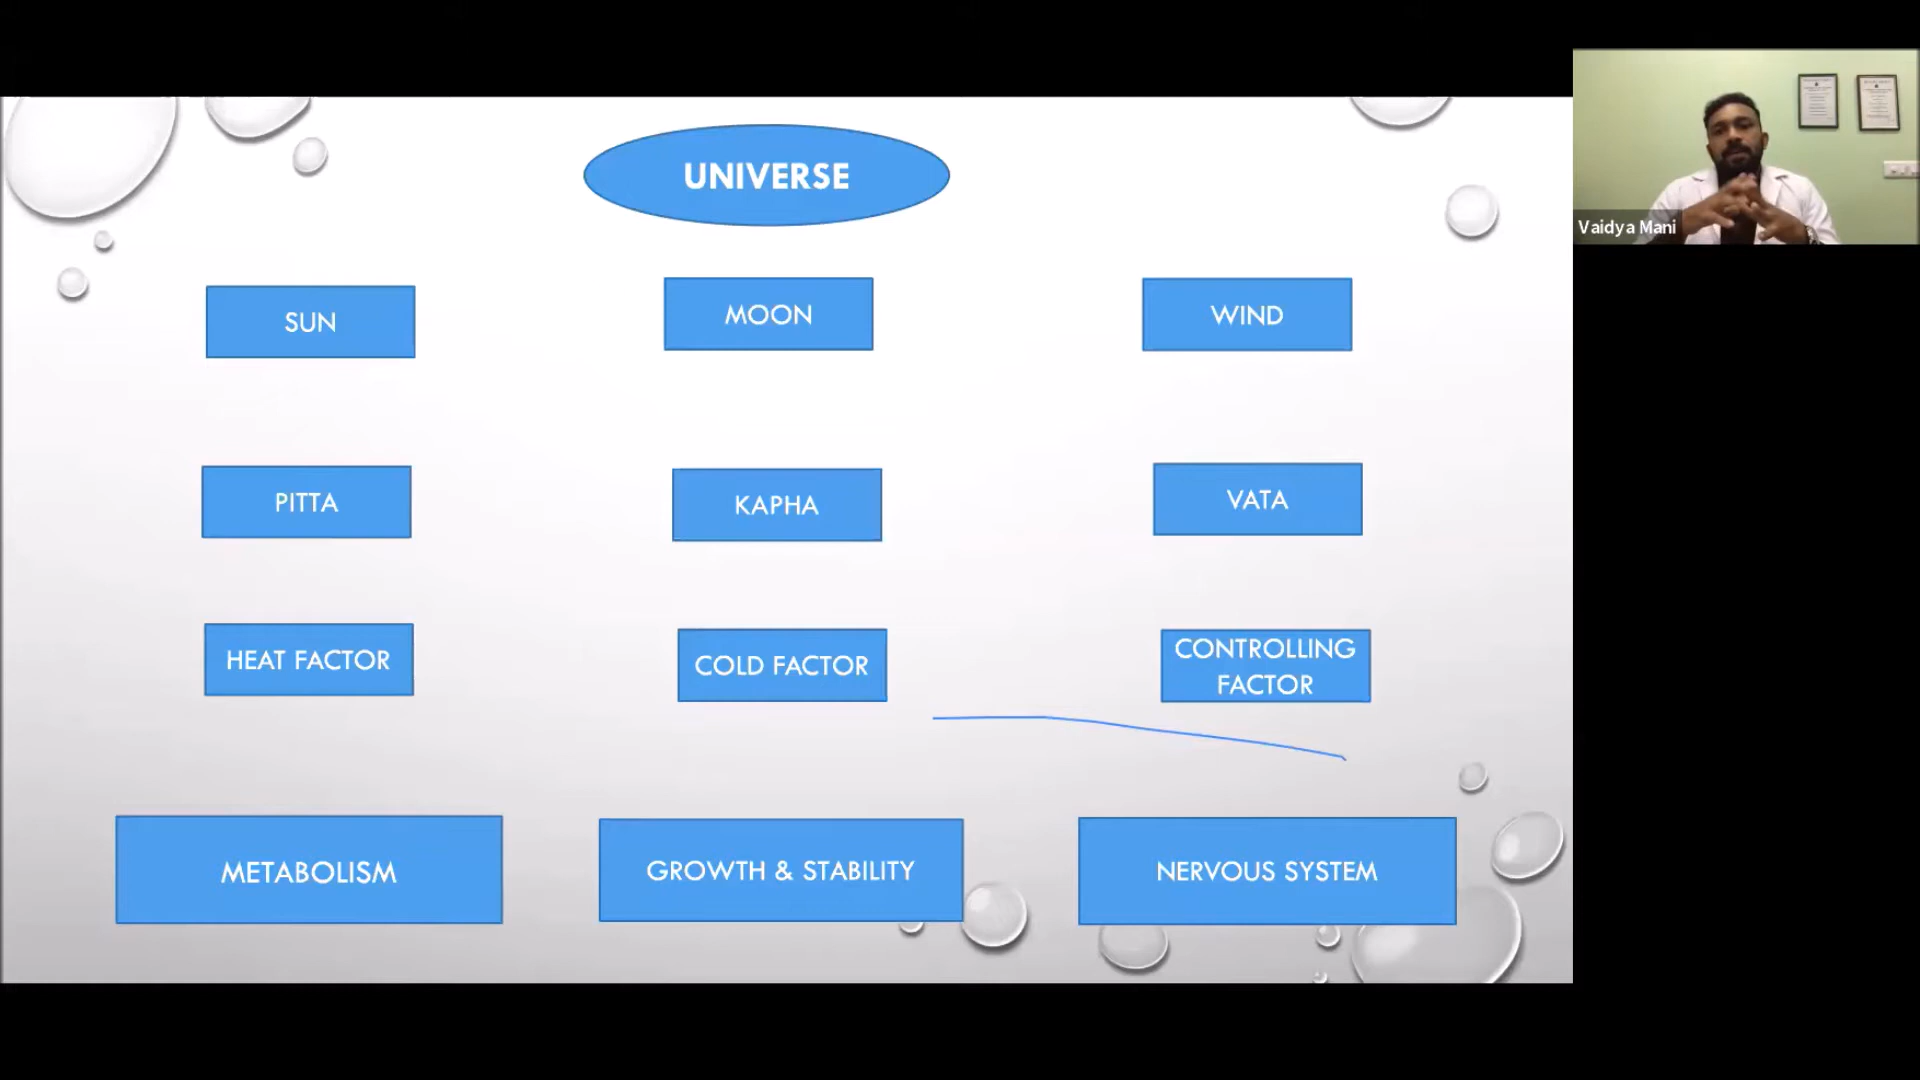 UNIVERSE
SUN
MOON
WIND
PITTA
KAPHA
VATA
HEAT FACTOR
COLD FACTOR
CONTROLLING
FACTOR
METABOLISM
GROWTH & STABILITY
NERVOUS SYSTEM
Vaidya Mani